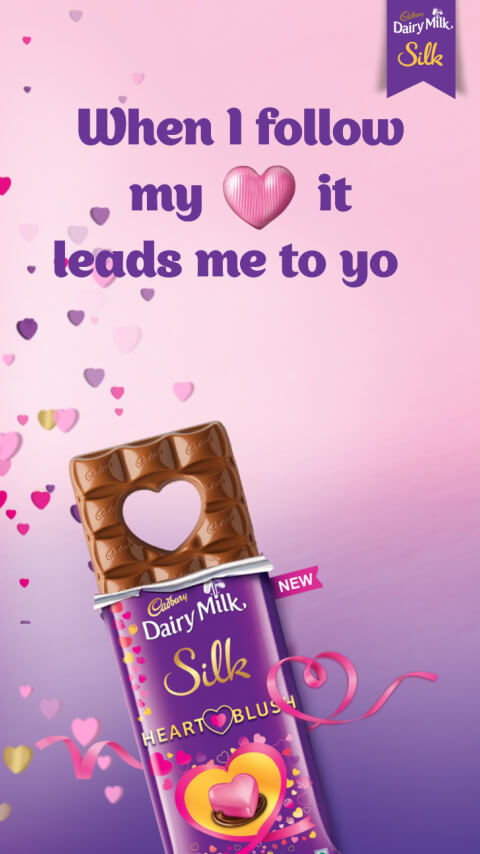 Cadbury
Dairy Milk
Silk
When I follow
my it
leads me to yo
NEW
Cadbury
Dairy Milk
Silk
HEART BLUSH